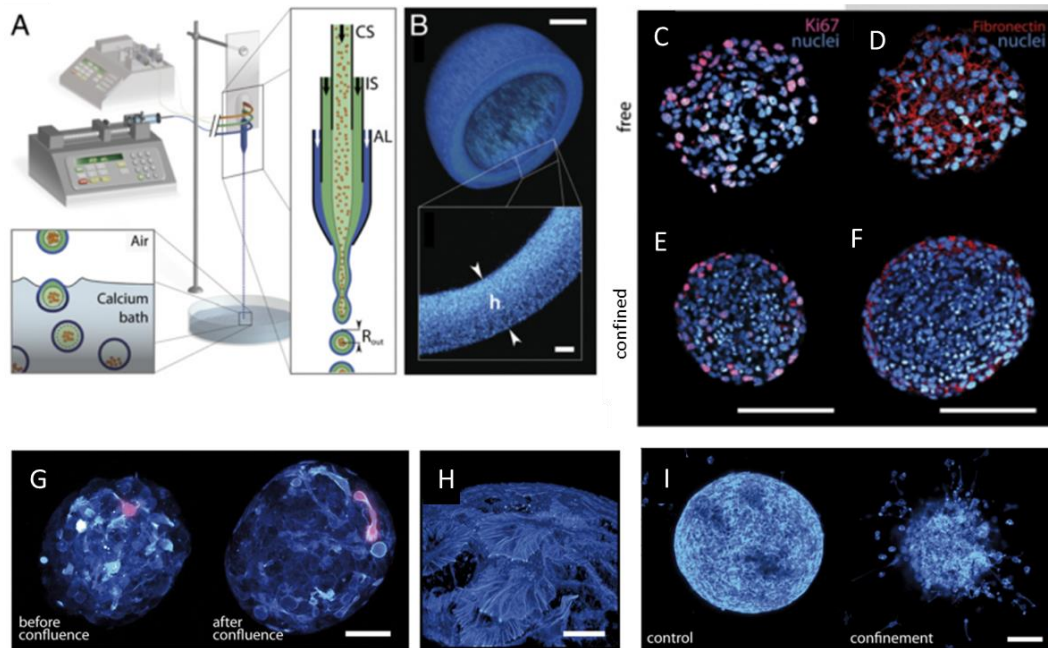 A
CS
IS
AL
Air
Calcium
bath
Rout
B
h
C
Ki67
nuclei
D
Fibronectin
nuclei
free
E
F
confined
G
before
confluence
after
confluence
H
I
control
confinement